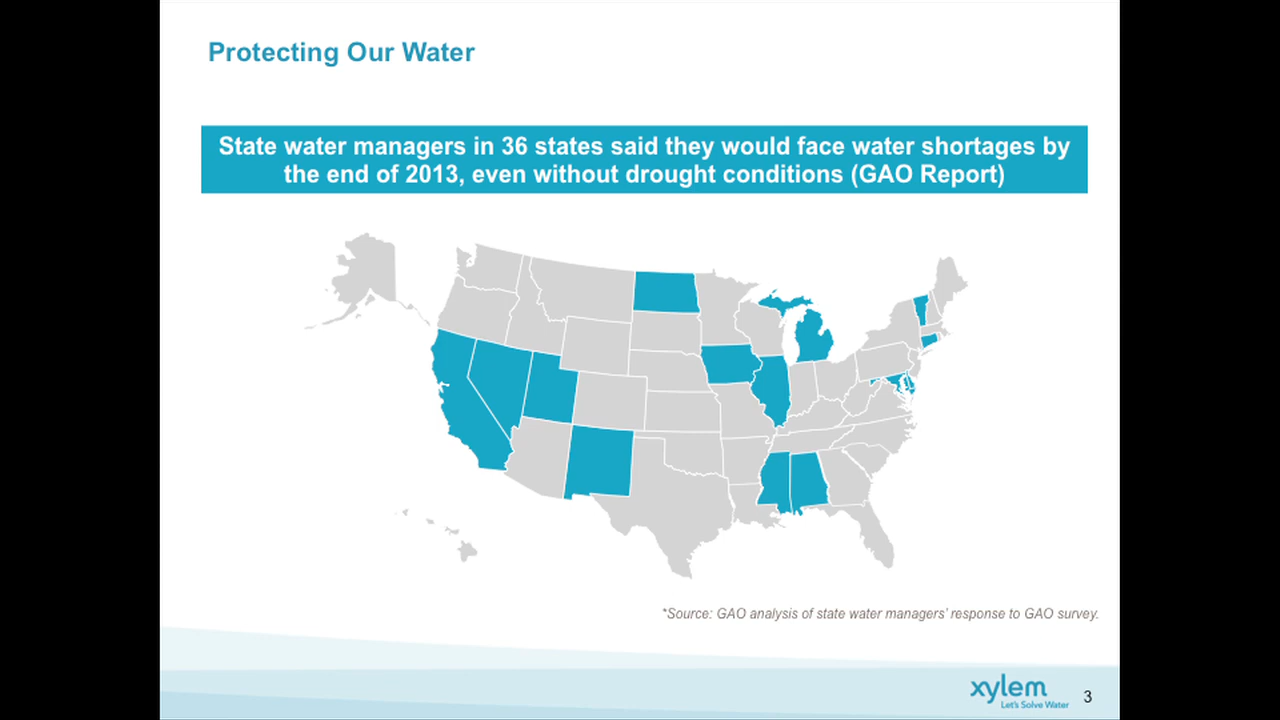 Protecting Our Water
State water managers in 36 states said they would face water shortages by
the end of 2013, even without drought conditions (GAO Report)
*Source: GAO analysis of state water managers' response to GAO survey.
xylem
Let's Solve Water
3